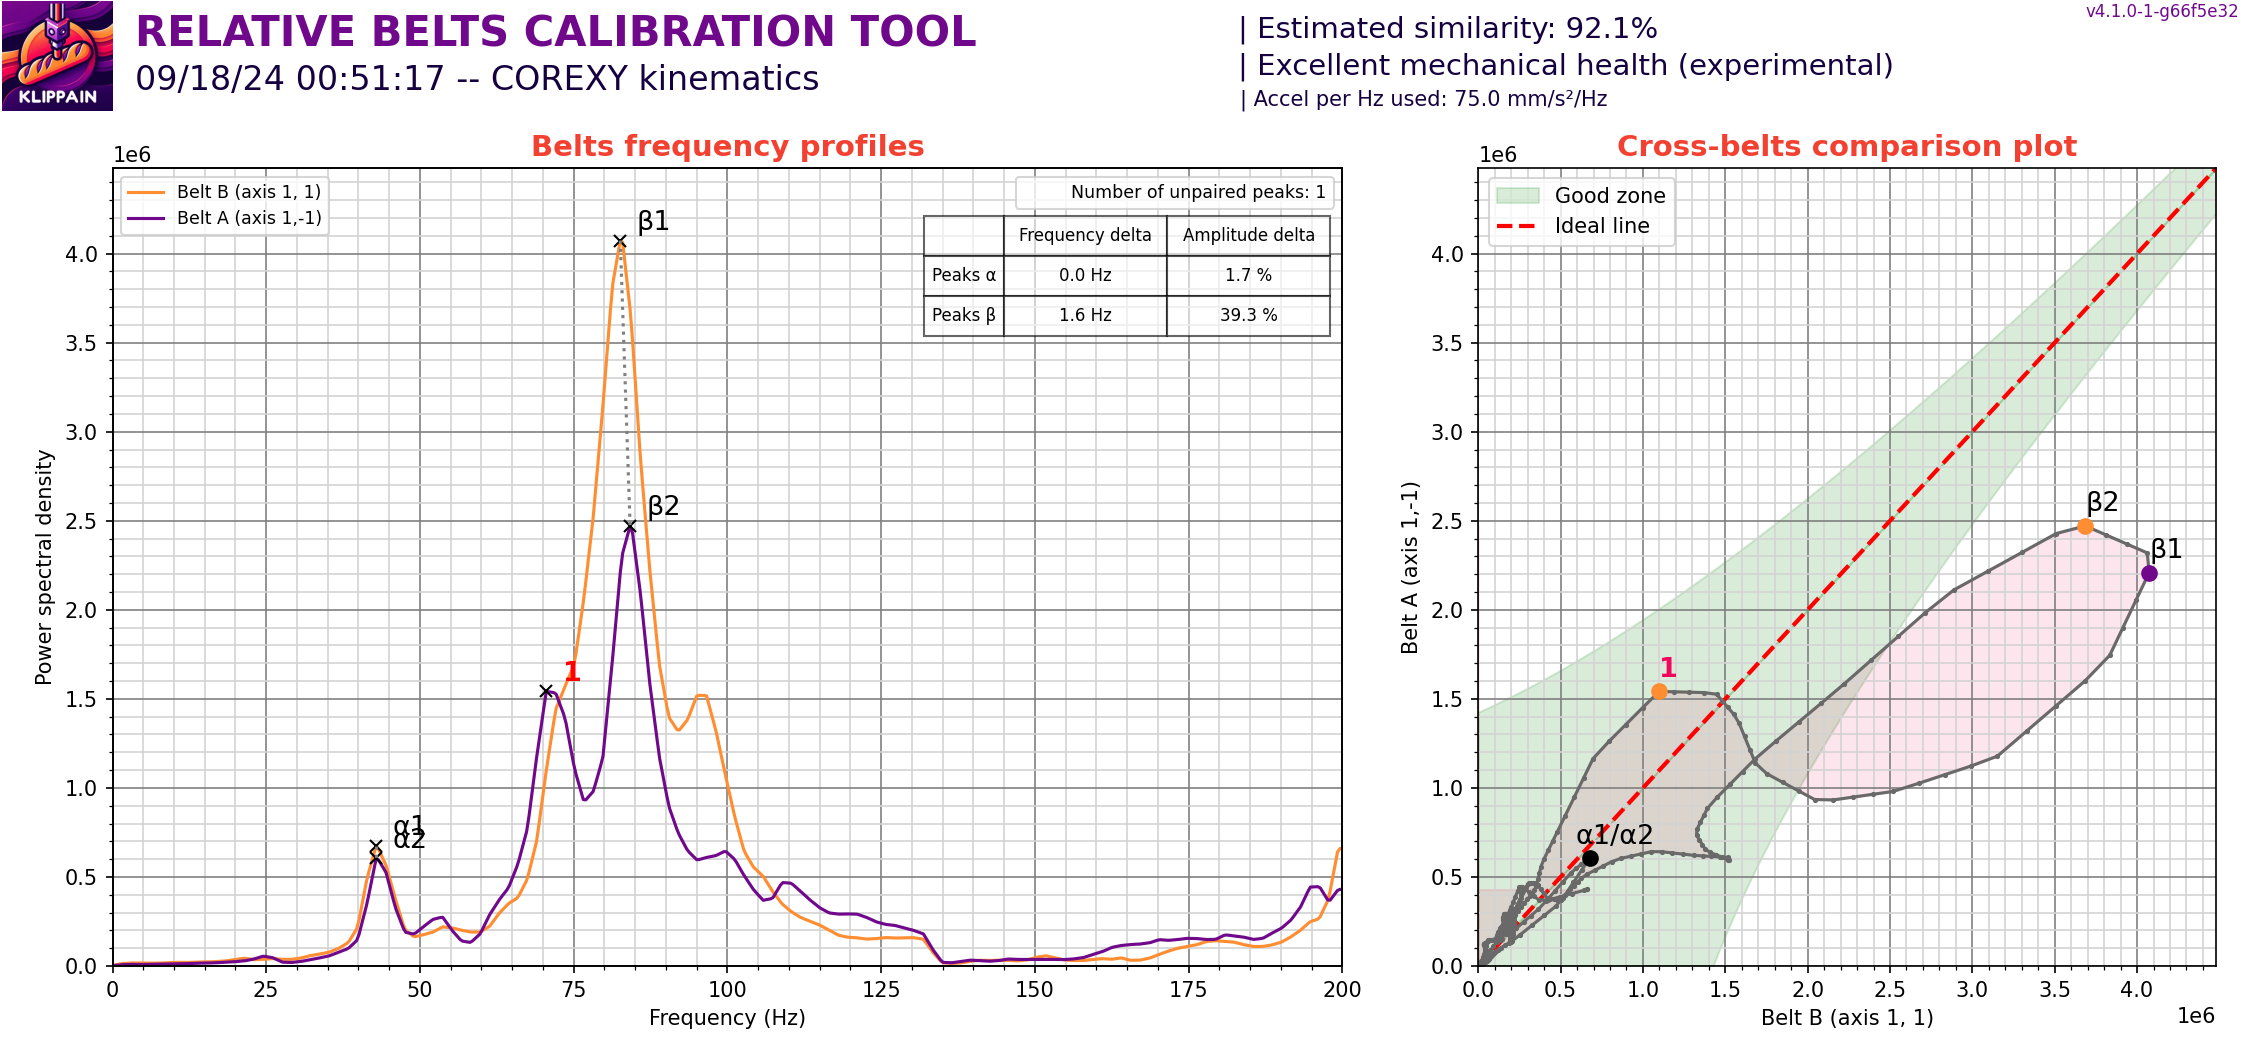 KLIPPAIN
RELATIVE BELTS CALIBRATION TOOL
09/18/24 00:51:17 -- COREXY kinematics
| Estimated similarity: 92.1%
| Excellent mechanical health (experimental)
| Accel per Hz used: 75.0 mm/s²/Hz
v4.1.0-1-g66f5e32
Belts frequency profiles
1e6
Belt B (axis 1, 1)
Belt A (axis 1,-1)
Number of unpaired peaks: 1
Frequency delta Amplitude delta
Peaks α 0.0 Hz 1.7 %
Peaks β 1.6 Hz 39.3 %
β1
β2
1
α1
α2
Power spectral density
4.0
3.5
3.0
2.5
2.0
1.5
1.0
0.5
0.0
0 25 50 75 100 125 150 175 200
Frequency (Hz)
Cross-belts comparison plot
1e6
Good zone
Ideal line
β2
β1
1
α1/α2
Belt A (axis 1,-1)
4.0
3.5
3.0
2.5
2.0
1.5
1.0
0.5
0.0
0.0 0.5 1.0 1.5 2.0 2.5 3.0 3.5 4.0
Belt B (axis 1, 1)
1e6